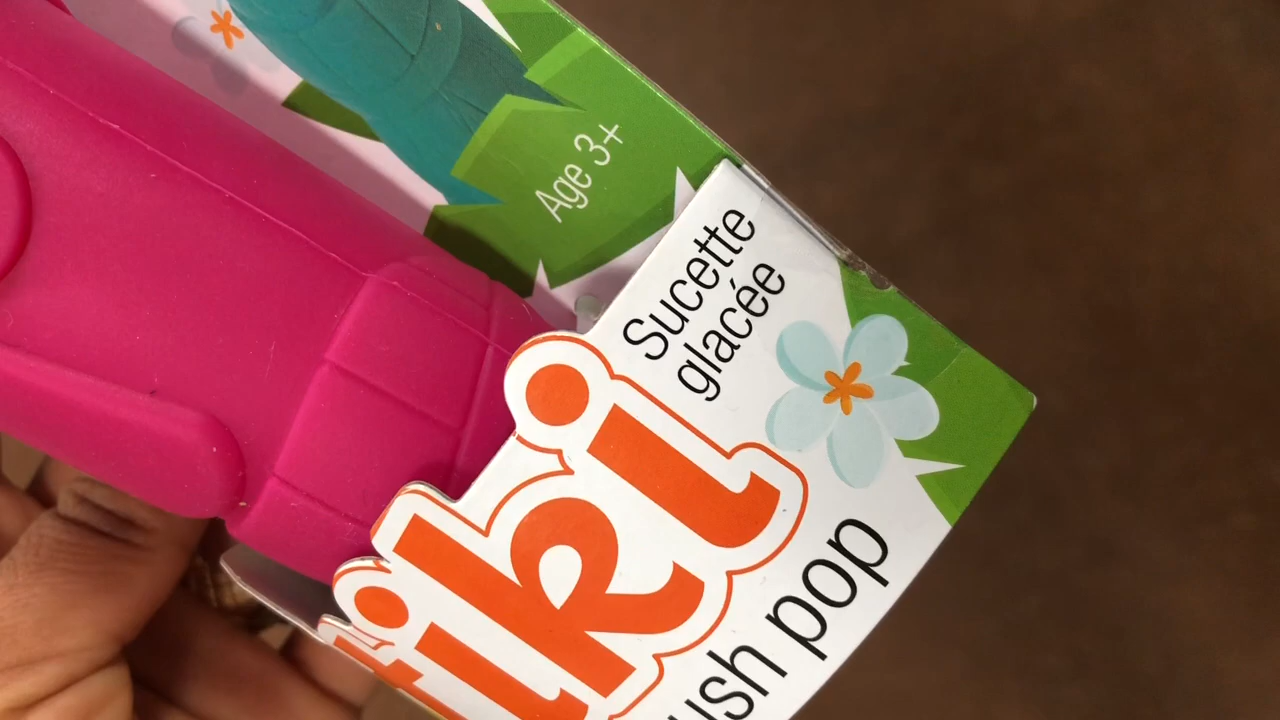 Age 3+
Sucette
glacée
tiki
ush pop